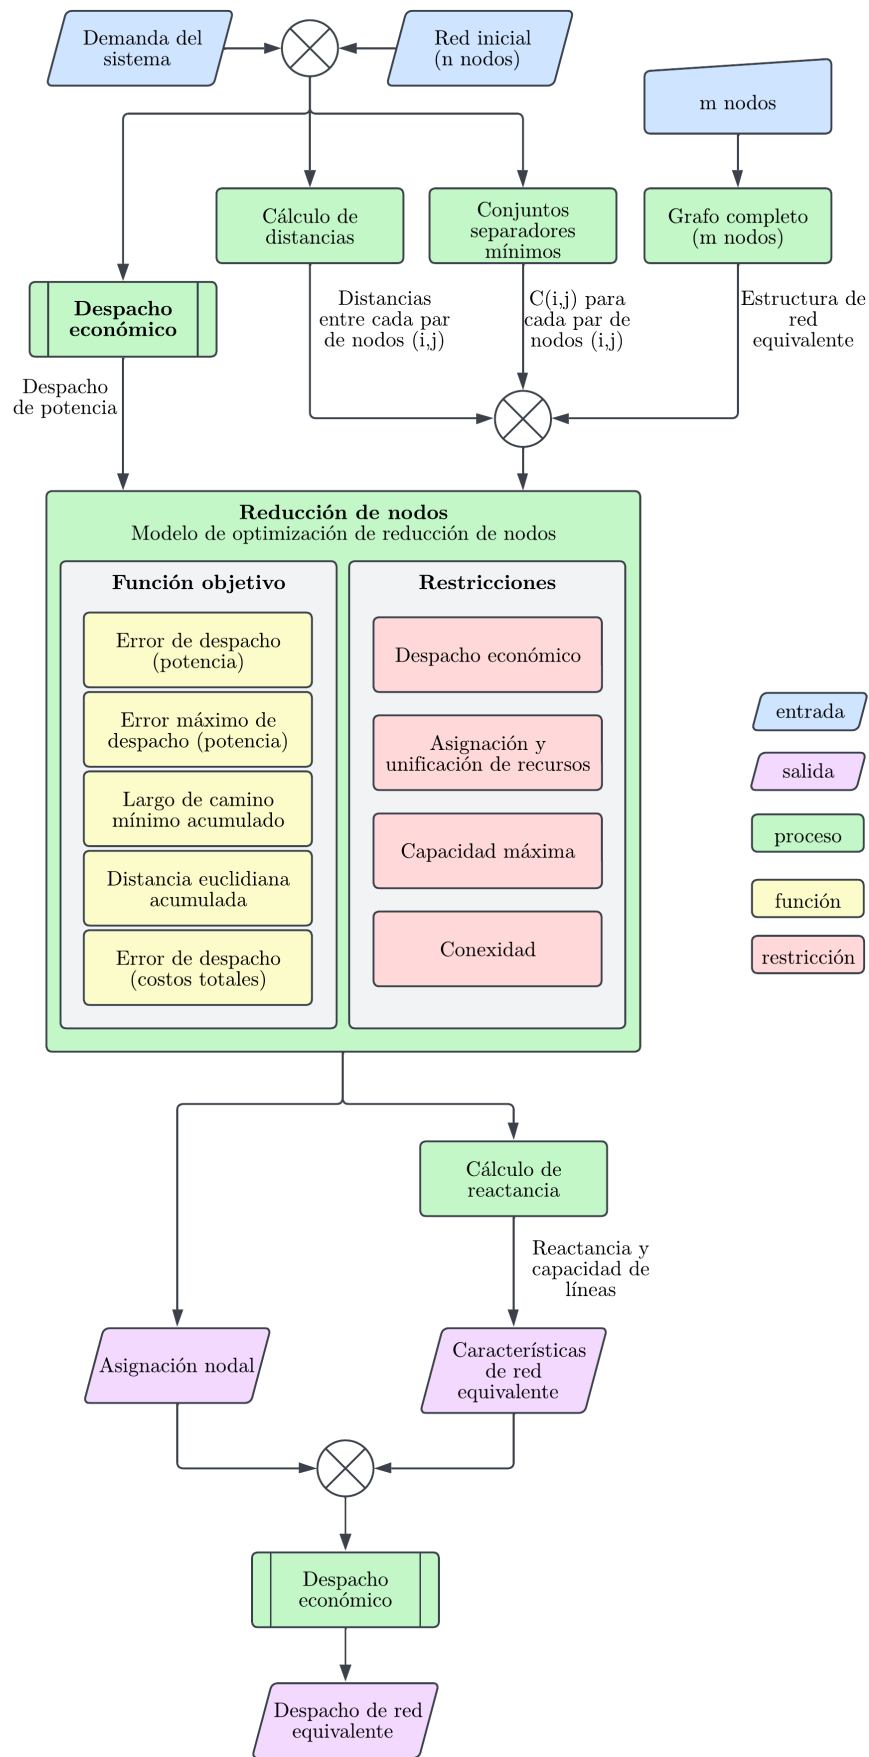 Demanda del
sistema
Red inicial
(n nodos)
m nodos
Cálculo de
distancias
Conjuntos
separadores
mínimos
Grafo completo
(m nodos)
Despacho
económico
Distancias
entre cada par
de nodos (i,j)
C(i,j) para
cada par de
nodos (i,j)
Estructura de
red
equivalente
Despacho
de potencia
Reducción de nodos
Modelo de optimización de reducción de nodos
Función objetivo
Error de despacho
(potencia)
Error máximo de
despacho (potencia)
Largo de camino
mínimo acumulado
Distancia euclidiana
acumulada
Error de despacho
(costos totales)
Restricciones
Despacho económico
Asignación y
unificación de recursos
Capacidad máxima
Conexidad
entrada
salida
proceso
función
restricción
Cálculo de
reactancia
Reactancia y
capacidad de
líneas
Asignación nodal
Características
de red
equivalente
Despacho
económico
Despacho de red
equivalente